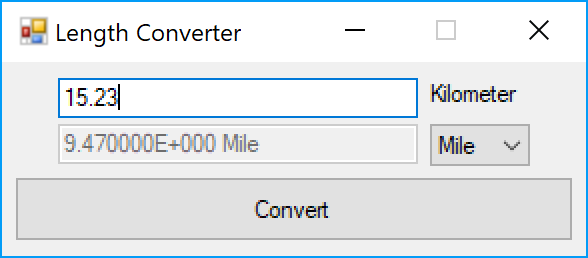 Length Converter
15.23 Kilometer
9.470000E+000 Mile Mile
Convert